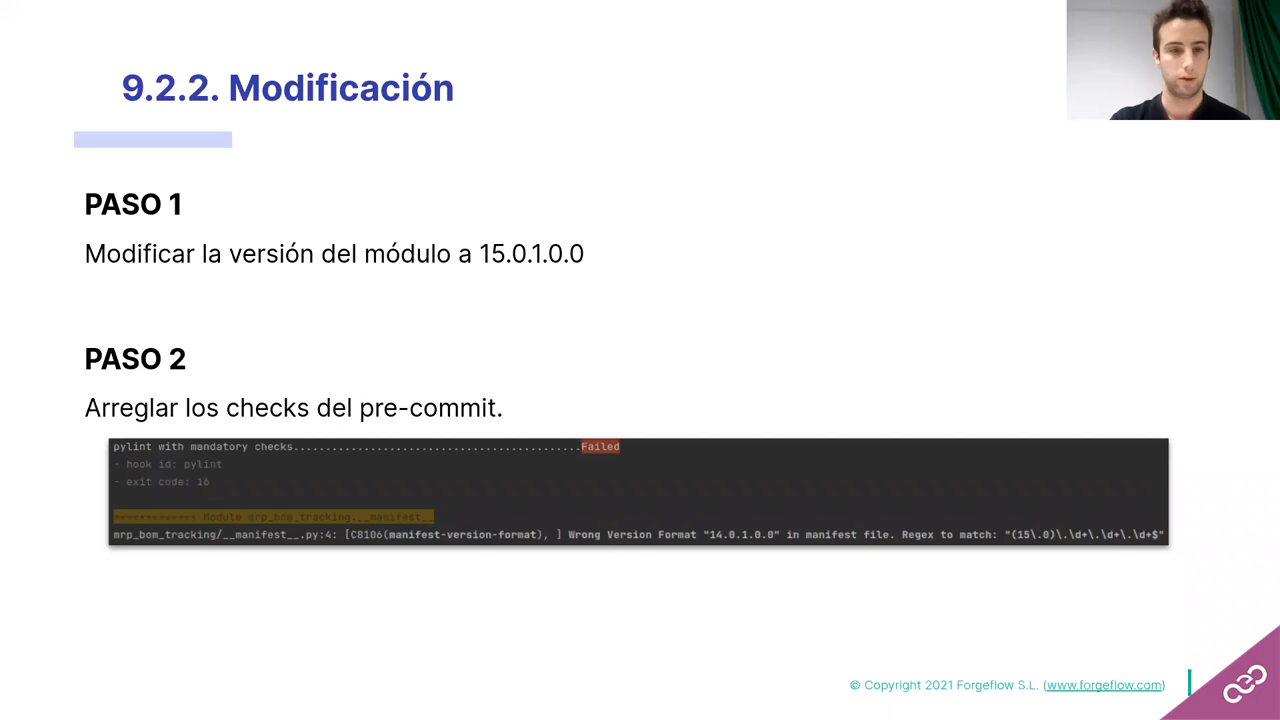 9.2.2. Modificación
PASO 1
Modificar la versión del módulo a 15.0.1.0.0
PASO 2
Arreglar los checks del pre-commit.
pylint with mandatory checks.............................................Failed
- hook id: pylint
- exit code: 16
************* Module mrp_bom_tracking.__manifest__
mrp_bom_tracking/__manifest__.py:4: [C8106(manifest-version-format), ] Wrong Version Format "14.0.1.0.0" in manifest file. Regex to match: "(15\.0)\.\d+\.\d+\.\d+$"
© Copyright 2021 Forgeflow S.L. (www.forgeflow.com)